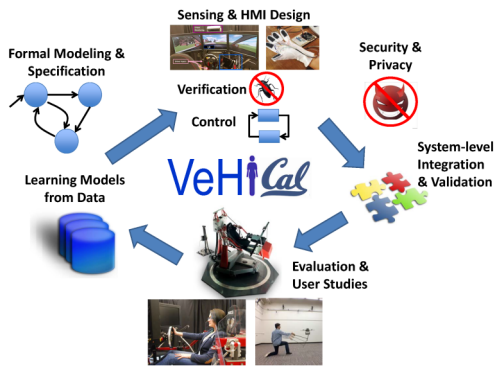 Sensing & HMI Design
Formal Modeling &
Specification
Security &
Privacy
Verification
Control
System-level
Integration
& Validation
Learning Models
from Data
VeHICal
Evaluation &
User Studies